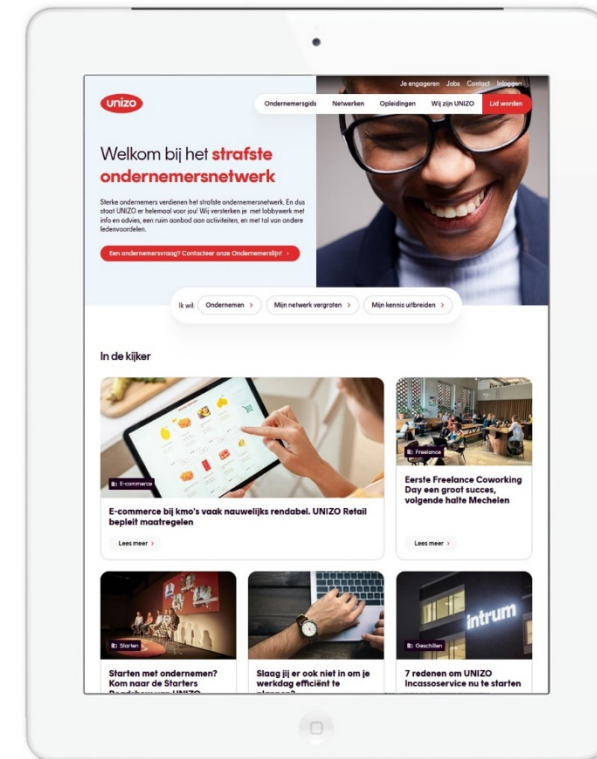 Je engageren Jobs Contact Inloggen
unizo
Ondernemersgids Netwerken Opleidingen Wij zijn UNIZO Lid worden
Welkom bij het strafste
ondernemersnetwerk
Sterke ondernemers verdienen het strafste ondernemersnetwerk. En dus
staat UNIZO er helemaal voor jou! Wij versterken je met lobbywerk met
info en advies, een ruim aanbod aan activiteiten, en met tal van andere
ledenvoordelen.
Een ondernemersvraag? Contacteer onze Ondernemerslijn! ›
Ik wil: Ondernemen › Mijn netwerk vergroten › Mijn kennis uitbreiden ›
In de kijker
E-commerce
E-commerce bij kmo's vaak nauwelijks rendabel. UNIZO Retail
bepleit maatregelen
Lees meer ›
Freelance
Eerste Freelance Coworking
Day een groot succes,
volgende halte Mechelen
Lees meer ›
Starten
Starten met ondernemen?
Kom naar de Starters
Roadshow van UNIZO
Slaag jij er ook niet in om je
werkdag efficiënt te
plannen?
intrum
Geschillen
7 redenen om UNIZO
Incassoservice nu te starten